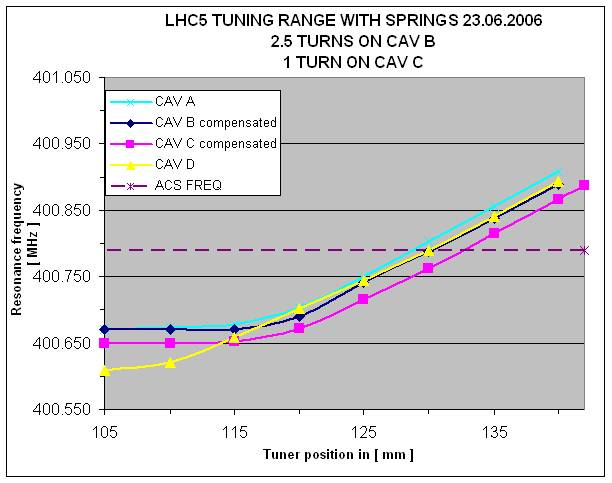 LHC5 TUNING RANGE WITH SPRINGS 23.06.2006
2.5 TURNS ON CAV B
1 TURN ON CAV C
401.050
400.950
400.850
400.750
400.650
400.550
Resonance frequency
[ MHz ]
CAV A
CAV B compensated
CAV C compensated
CAV D
ACS FREQ
105
115
125
135
Tuner position in [ mm ]